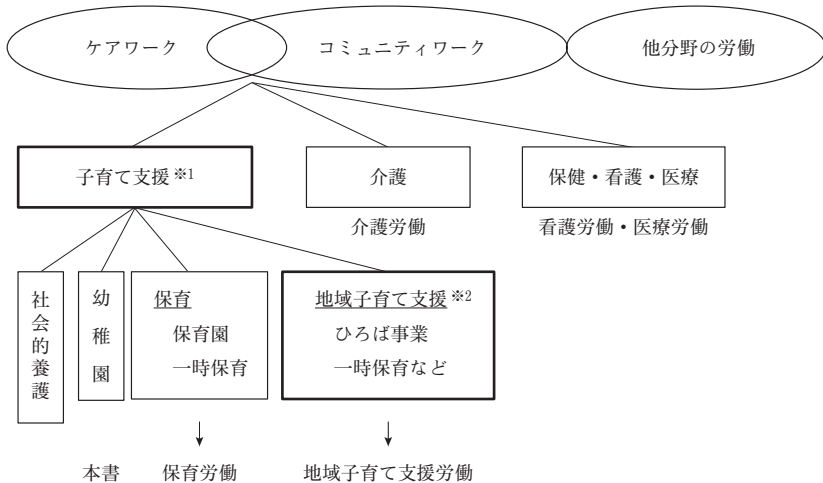 ケアワーク
コミュニティワーク
他分野の労働
子育て支援※1
介護
保健・看護・医療
介護労働
看護労働・医療労働
社会的養護
幼稚園
保育
保育園
一時保育
地域子育て支援※2
ひろば事業
一時保育など
本書
保育労働
地域子育て支援労働